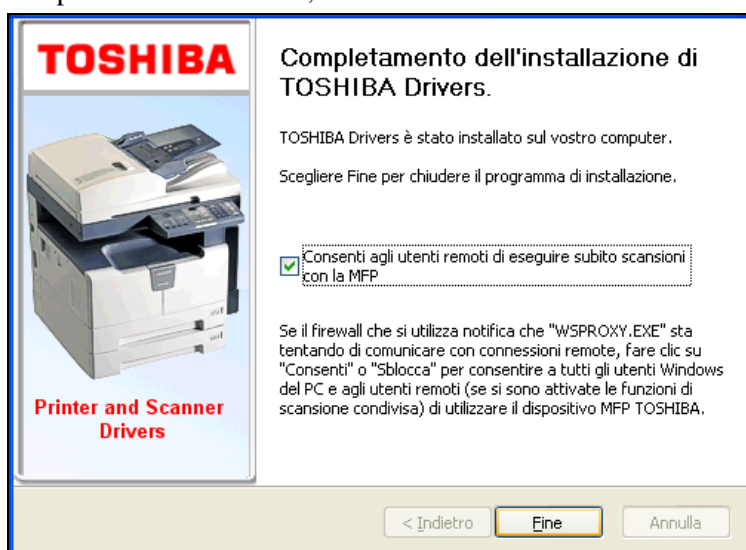 TOSHIBA
Printer and Scanner
Drivers
Completamento dell'installazione di
TOSHIBA Drivers.
TOSHIBA Drivers è stato installato sul vostro computer.
Scegliere Fine per chiudere il programma di installazione.
Consenti agli utenti remoti di eseguire subito scansioni
con la MFP
Se il firewall che si utilizza notifica che "WSPROXY.EXE" sta
tentando di comunicare con connessioni remote, fare clic su
"Consenti" o "Sblocca" per consentire a tutti gli utenti Windows
del PC e agli utenti remoti (se si sono attivate le funzioni di
scansione condivisa) di utilizzare il dispositivo MFP TOSHIBA.
< Indietro
Fine
Annulla